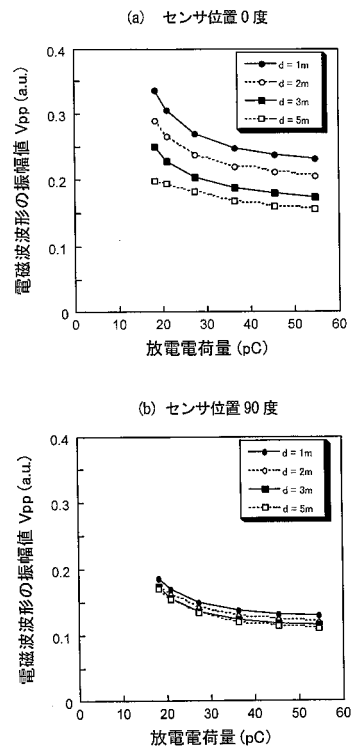 (a) センサ位置０度
電磁波波形の振幅値 Vpp (a.u.)
0.4
0.3
0.2
0.1
0
d = 1m
d = 2m
d = 3m
d = 5m
0 10 20 30 40 50 60
放電電荷量 (pC)
(b) センサ位置 90 度
電磁波波形の振幅値 Vpp (a.u.)
0.4
0.3
0.2
0.1
0
d = 1m
d = 2m
d = 3m
d = 5m
0 10 20 30 40 50 60
放電電荷量 (pC)